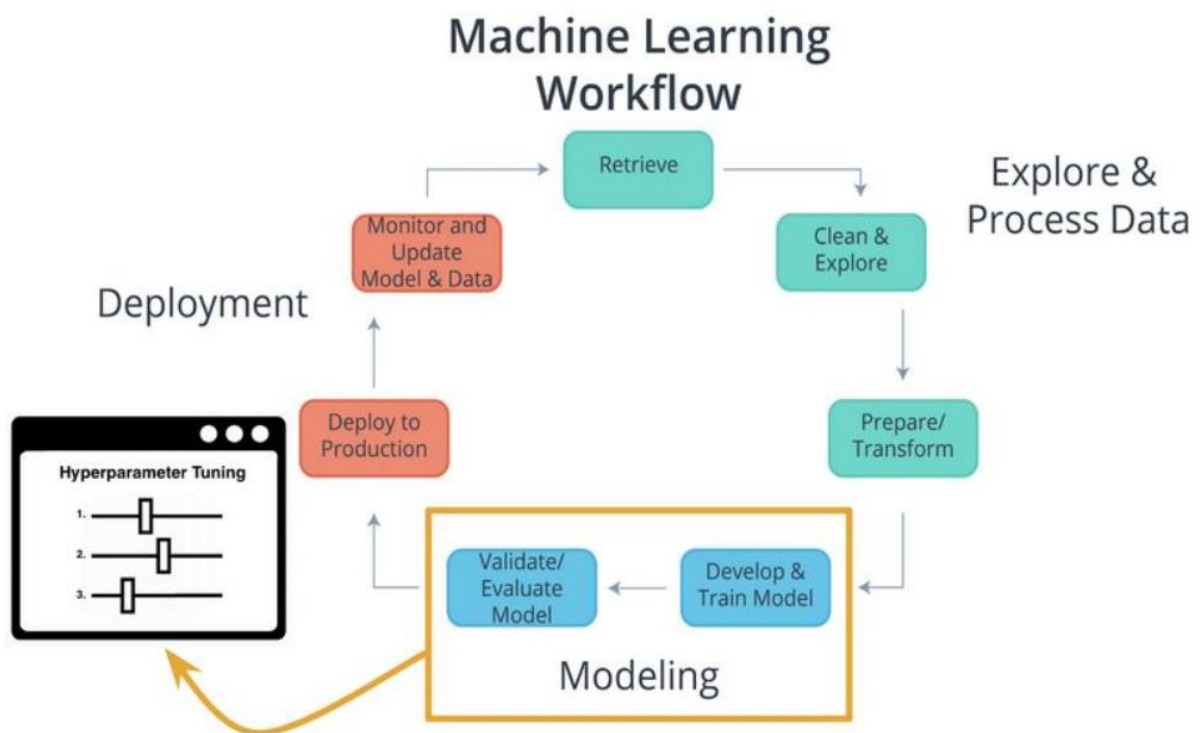 Machine Learning
Workflow
Retrieve
Explore &
Process Data
Clean &
Explore
Monitor and
Update
Model & Data
Deployment
Deploy to
Production
Prepare/
Transform
Hyperparameter Tuning
1.
2.
3.
Validate/
Evaluate
Model
Develop &
Train Model
Modeling